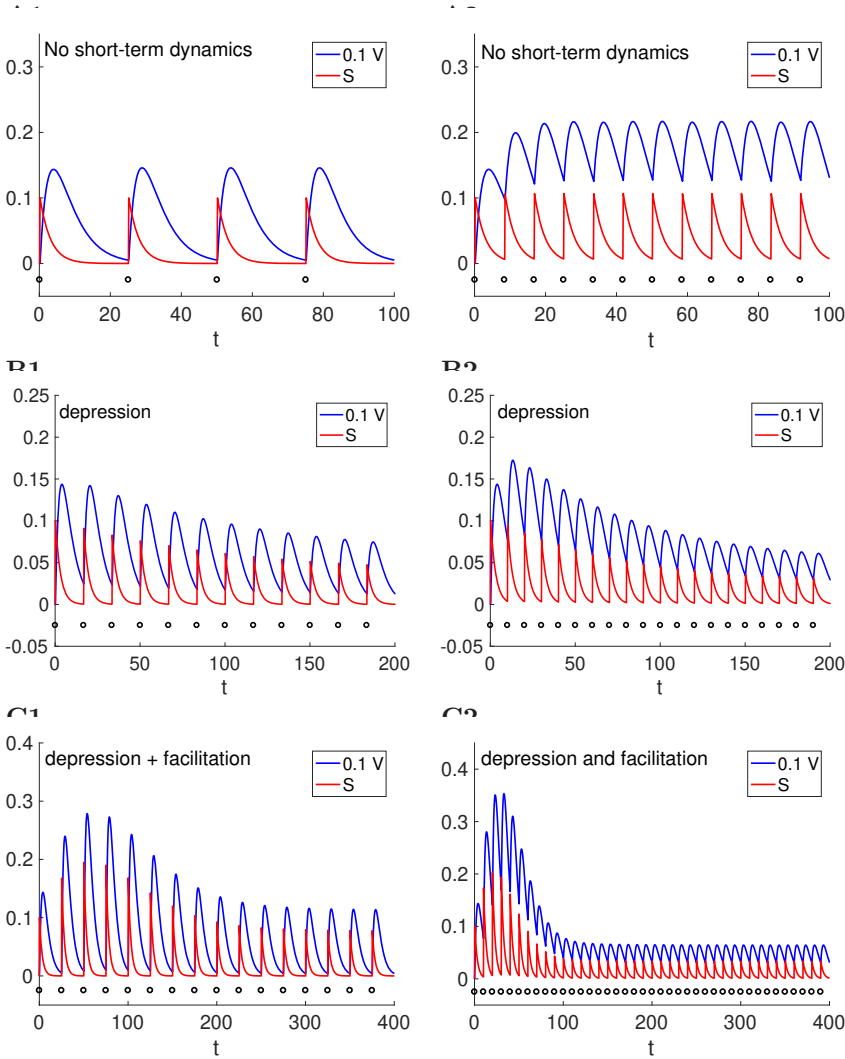 No short-term dynamics
0.1 V
S
0.3
0.2
0.1
0
0 20 40 60 80 100
t
No short-term dynamics
0.1 V
S
0.3
0.2
0.1
0
0 20 40 60 80 100
t
depression
0.1 V
S
0.25
0.2
0.15
0.1
0.05
0
-0.05
0 50 100 150 200
t
depression
0.1 V
S
0.25
0.2
0.15
0.1
0.05
0
-0.05
0 50 100 150 200
t
depression + facilitation
0.1 V
S
0.4
0.3
0.2
0.1
0
0 100 200 300 400
t
depression and facilitation
0.1 V
S
0.4
0.3
0.2
0.1
0
0 100 200 300 400
t